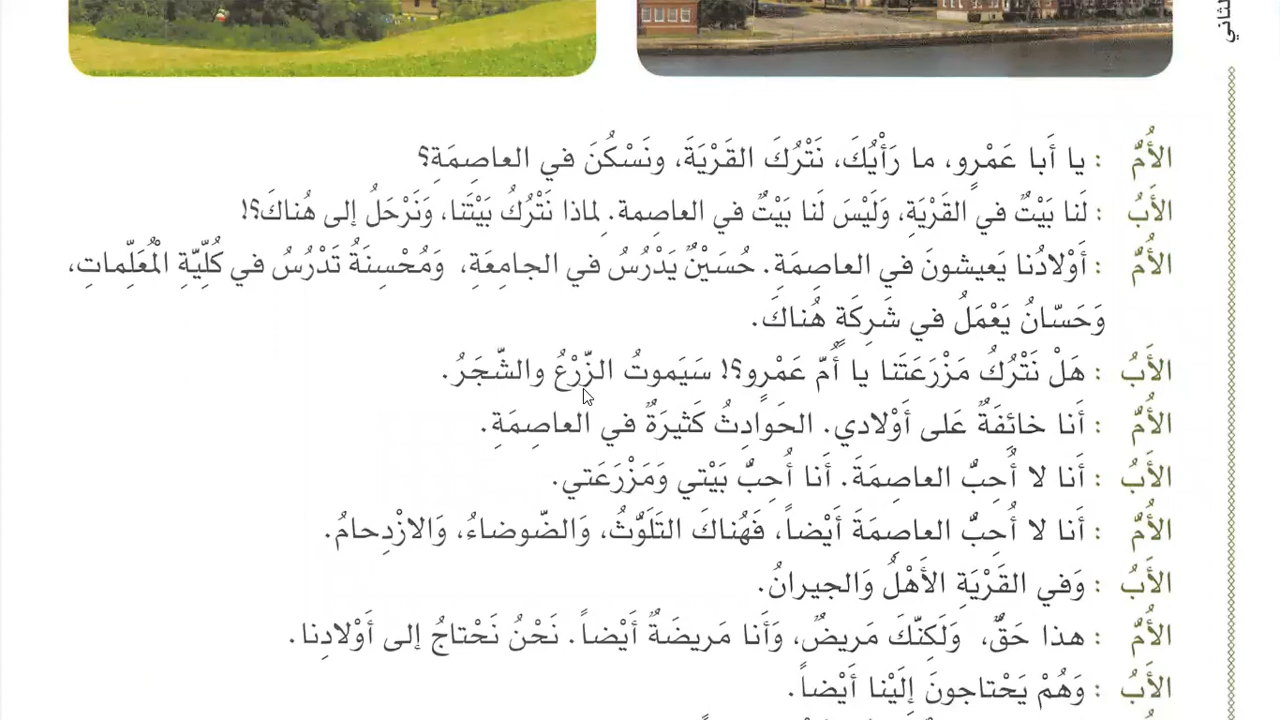 الثاني
الأُمُّ : يا أَبا عَمْرٍو، ما رَأْيُكَ، نَتْرُكَ القَرْيَةَ، ونَسْكُنَ في العاصِمَةِ؟
الأَبُ : لَنا بَيْتٌ في القَرْيَةِ، وَلَيْسَ لَنا بَيْتٌ في العاصِمة. لِماذا نَتْرُكُ بَيْتَنا، وَنَرْحَلُ إلى هُناكَ؟!
الأُمُّ : أَوْلادُنا يَعيشونَ في العاصِمَةِ. حُسَيْنٌ يَدْرُسُ في الجامِعَةِ، وَمُحْسِنَةُ تَدْرُسُ في كُلِّيَّةِ الْمُعَلِّماتِ،
وَحَسّانُ يَعْمَلُ في شَرِكَةٍ هُناكَ.
الأَبُ : هَلْ نَتْرُكُ مَزْرَعَتَنا يا أُمّ عَمْرٍو؟! سَيَموتُ الزّرْعُ والشّجَرُ.
الأُمُّ : أَنا خائِفَةٌ عَلى أَوْلادي. الحَوادِثُ كَثيرَةٌ في العاصِمَةِ.
الأَبُ : أَنا لا أُحِبُّ العاصِمَةَ. أَنا أُحِبُّ بَيْتي وَمَزْرَعَتي.
الأُمُّ : أَنا لا أُحِبُّ العاصِمَةَ أَيْضاً، فَهُناكَ التَلَوُّثُ، وَالضّوضاءُ، وَالازْدِحامُ.
الأَبُ : وَفي القَرْيَةِ الأَهْلُ وَالجيرانُ.
الأُمُّ : هذا حَقٌّ، وَلَكِنّكَ مَريضٌ، وَأَنا مَريضَةٌ أَيْضاً. نَحْنُ نَحْتاجُ إلى أَوْلادِنا.
الأَبُ : وَهُمْ يَحْتاجونَ إِلَيْنا أَيْضاً.